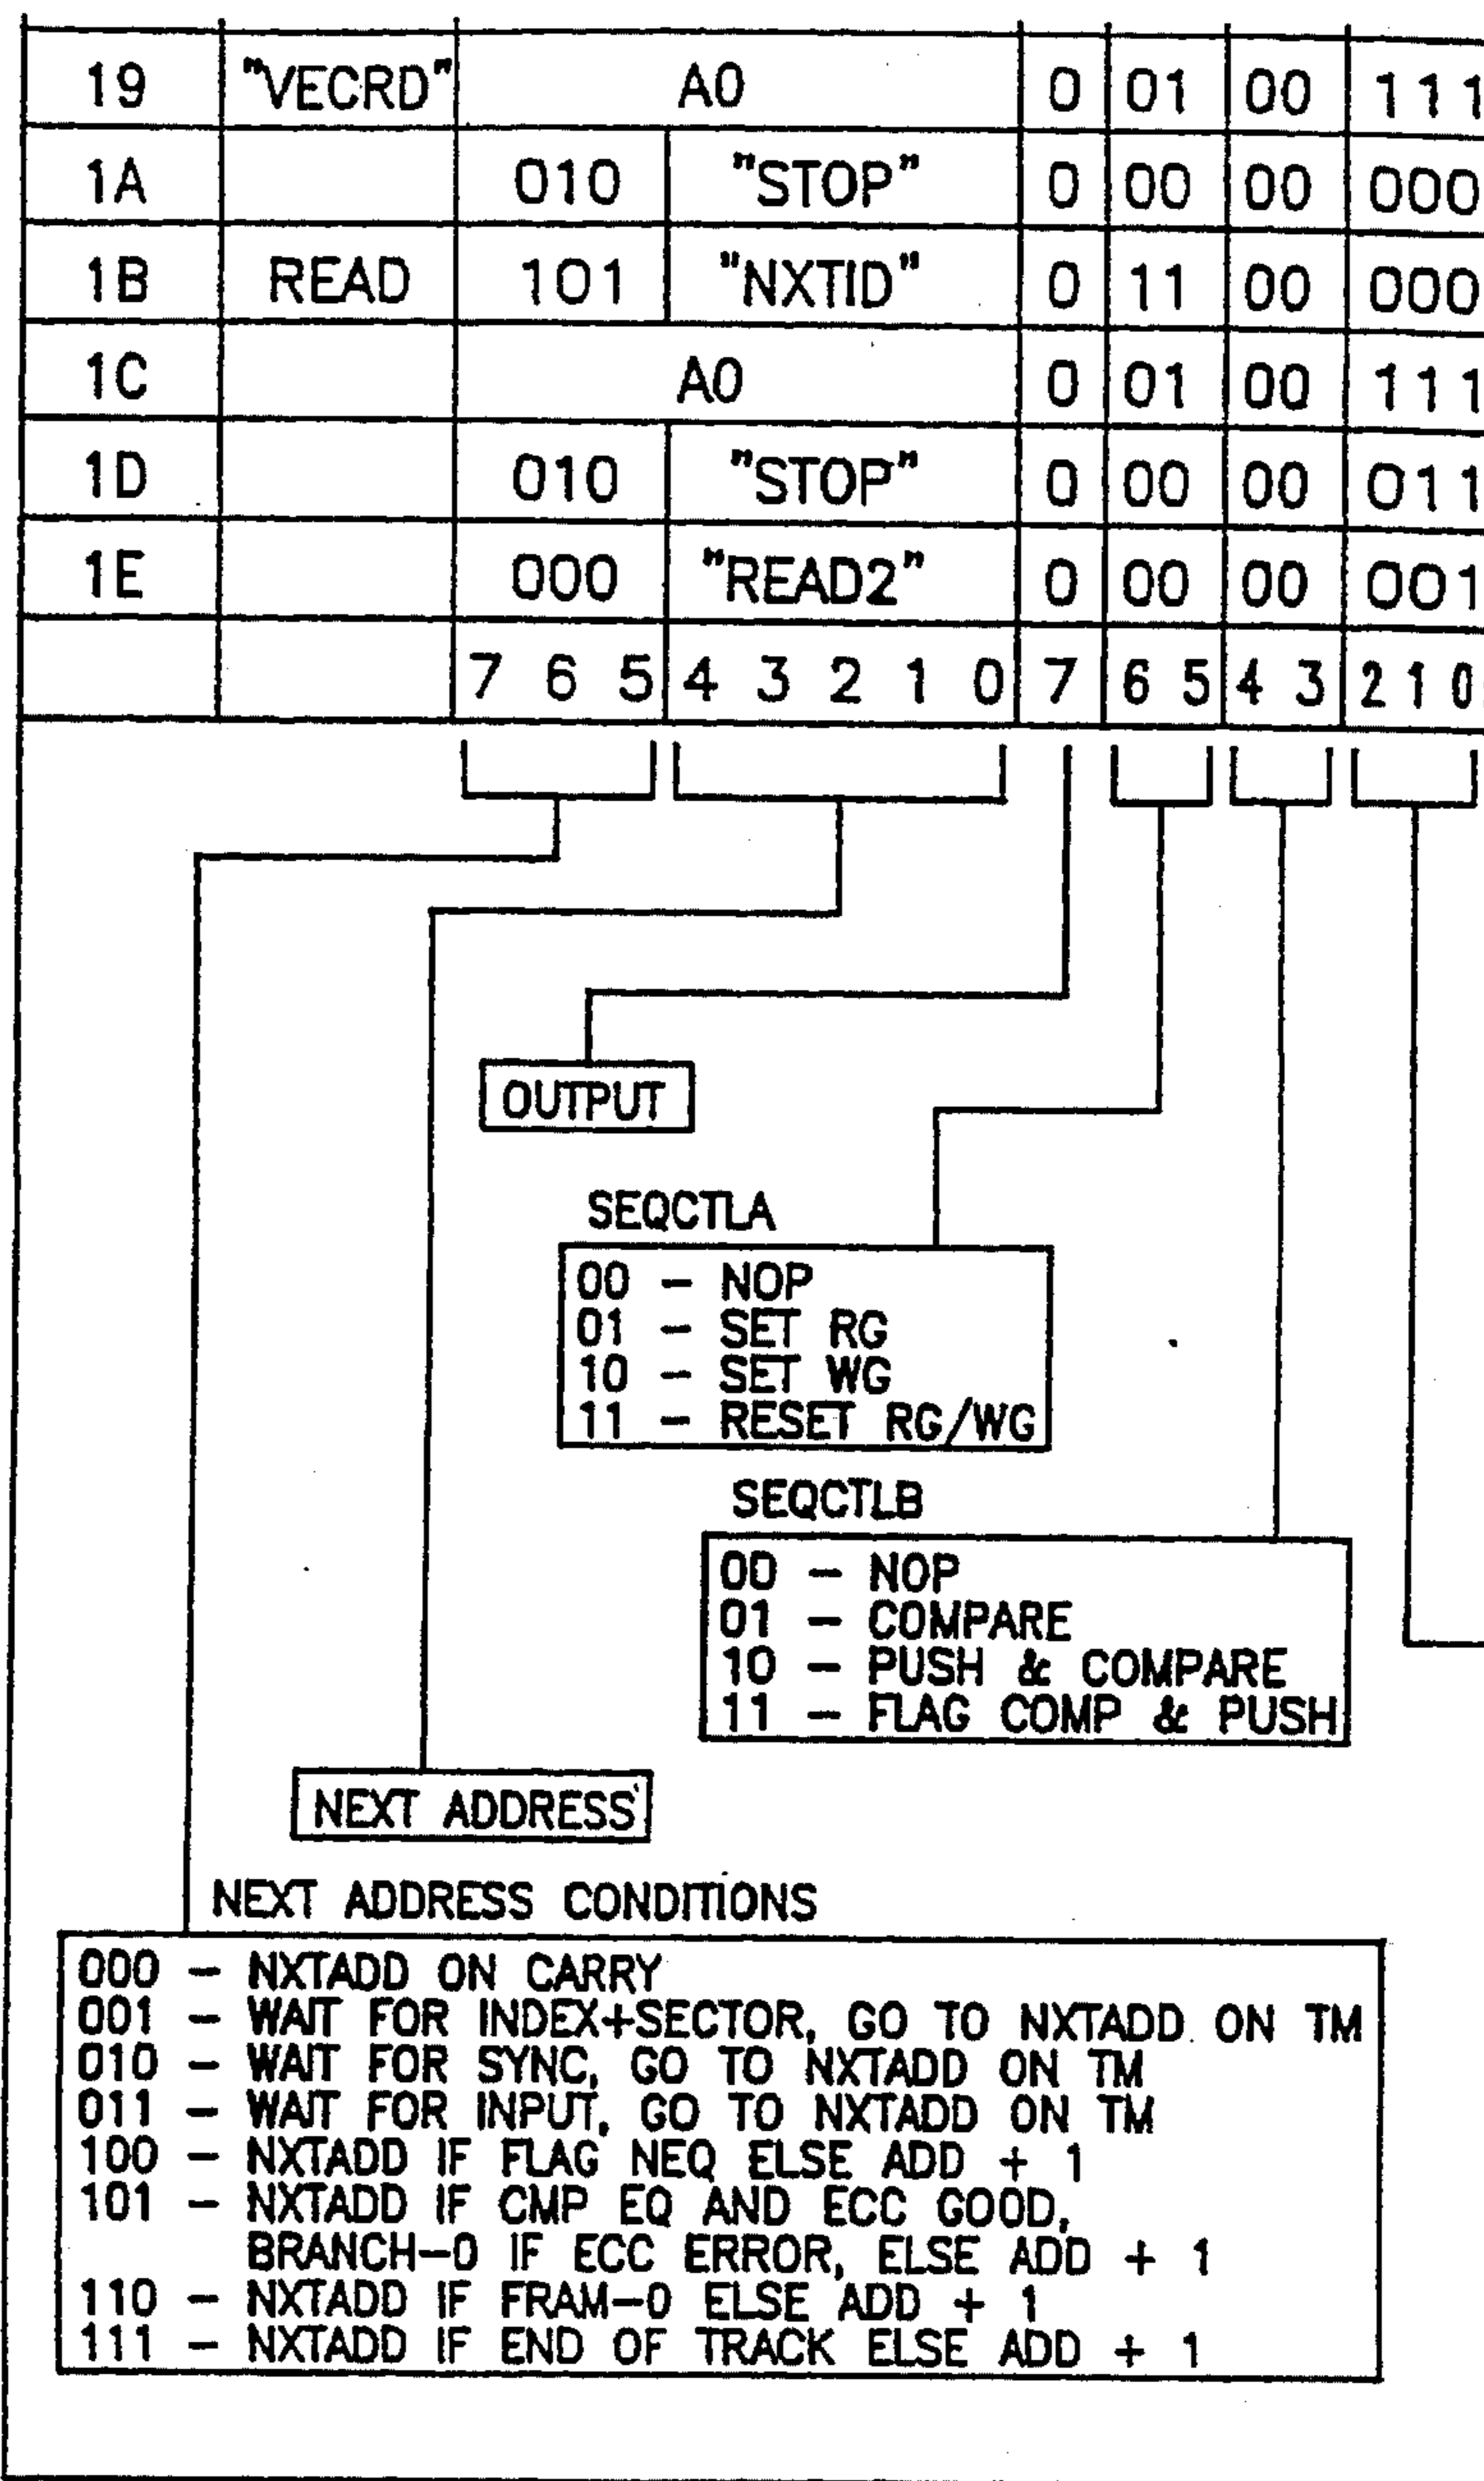 19 "VECRD" A0 0 01 00 111
1A 010 "STOP" 0 00 00 000
1B READ 101 "NXTID" 0 11 00 000
1C A0 0 01 00 111
1D 010 "STOP" 0 00 00 011
1E 000 "READ2" 0 00 00 001
7 6 5 4 3 2 1 0 7 6 5 4 3 2 1 0
OUTPUT
SEQCTLA
00 - NOP
01 - SET RG
10 - SET WG
11 - RESET RG/WG
SEQCTLB
00 - NOP
01 - COMPARE
10 - PUSH & COMPARE
11 - FLAG COMP & PUSH
NEXT ADDRESS
NEXT ADDRESS CONDITIONS
000 - NXTADD ON CARRY
001 - WAIT FOR INDEX+SECTOR, GO TO NXTADD ON TM
010 - WAIT FOR SYNC, GO TO NXTADD ON TM
011 - WAIT FOR INPUT, GO TO NXTADD ON TM
100 - NXTADD IF FLAG NEQ ELSE ADD + 1
101 - NXTADD IF CMP EQ AND ECC GOOD,
BRANCH-0 IF ECC ERROR, ELSE ADD + 1
110 - NXTADD IF FRAM-0 ELSE ADD + 1
111 - NXTADD IF END OF TRACK ELSE ADD + 1